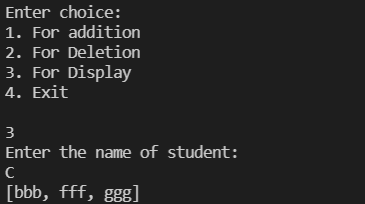 Enter choice:
1. For addition
2. For Deletion
3. For Display
4. Exit
3
Enter the name of student:
C
[bbb, fff, ggg]